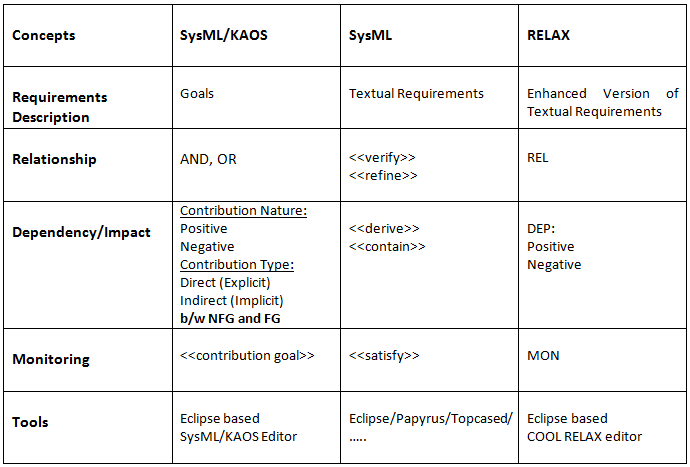 Concepts
SysML/KAOS
SysML
RELAX
Requirements
Description
Goals
Textual Requirements
Enhanced Version of
Textual Requirements
Relationship
AND, OR
<<verify>>
<<refine>>
REL
Dependency/Impact
Contribution Nature:
Positive
Negative
Contribution Type:
Direct (Explicit)
Indirect (Implicit)
b/w NFG and FG
<<derive>>
<<contain>>
DEP:
Positive
Negative
Monitoring
<<contribution goal>>
<<satisfy>>
MON
Tools
Eclipse based
SysML/KAOS Editor
Eclipse/Papyrus/Topcased/
.....
Eclipse based
COOL RELAX editor